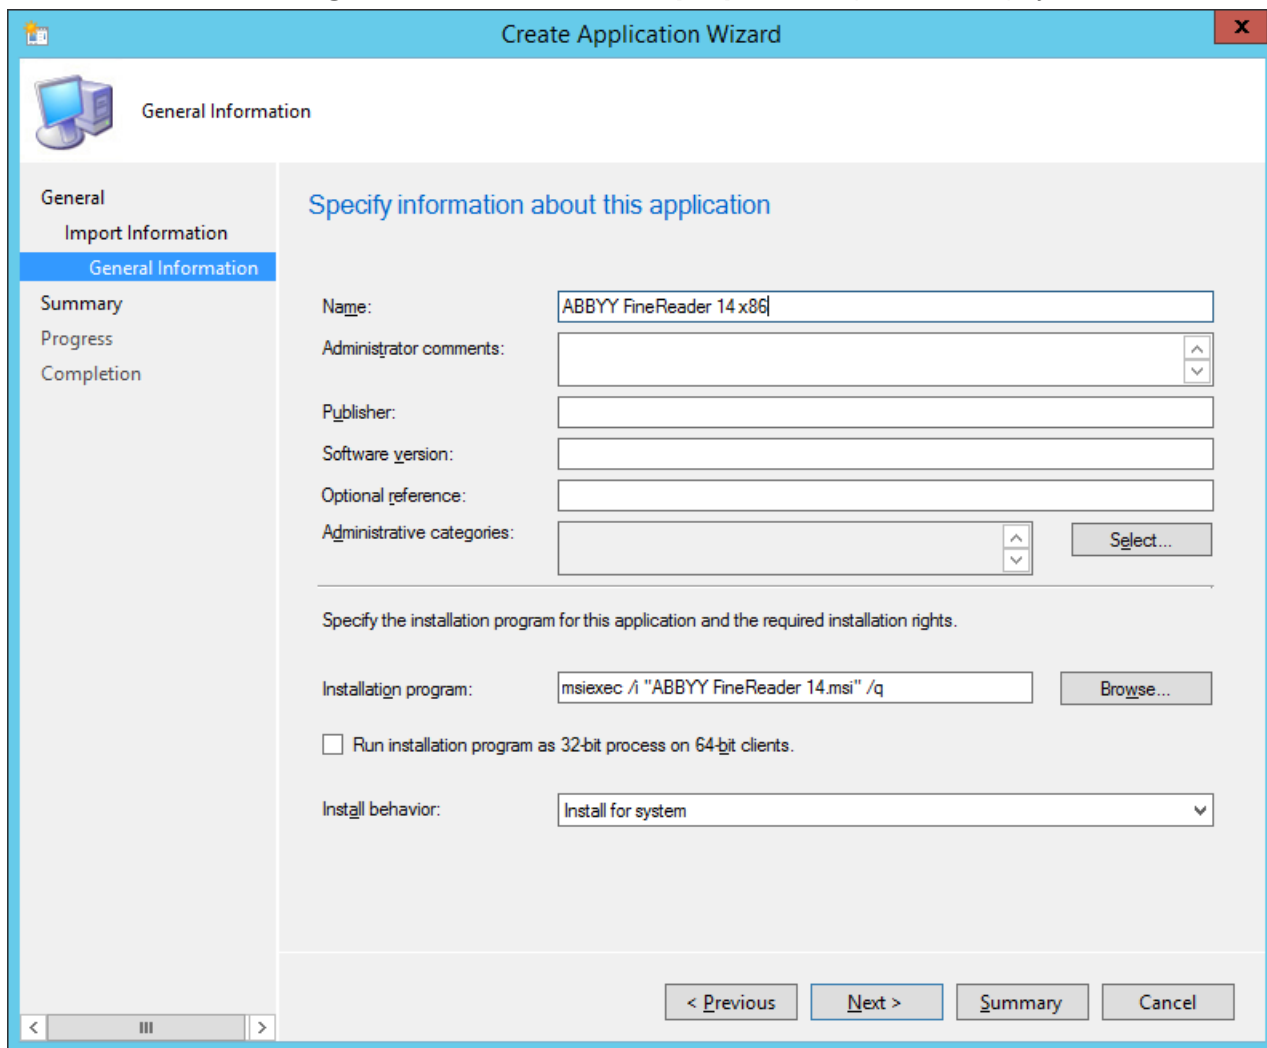 Create Application Wizard
X
General Information
General
Import Information
General Information
Summary
Progress
Completion
Specify information about this application
Name:
ABBYY FineReader 14 x86
Administrator comments:
Publisher:
Software version:
Optional reference:
Administrative categories:
Select...
Specify the installation program for this application and the required installation rights.
Installation program:
msiexec /i "ABBYY FineReader 14.msi" /q
Browse...
Run installation program as 32-bit process on 64-bit clients.
Install behavior:
Install for system
< Previous
Next >
Summary
Cancel